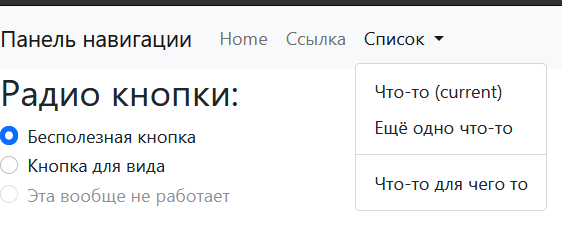 Панель навигации Home Ссылка Список
Что-то (current)
Ещё одно что-то
Что-то для чего то
Радио кнопки:
Бесполезная кнопка
Кнопка для вида
Эта вообще не работает